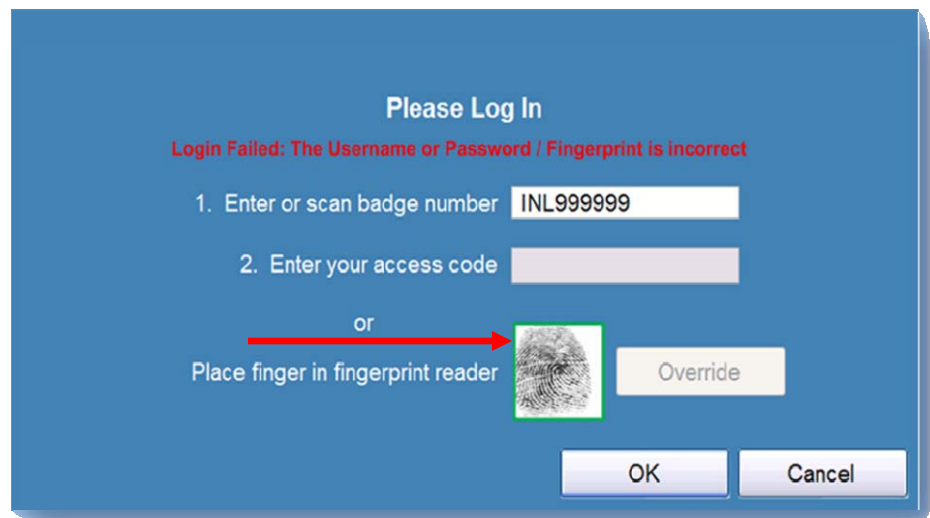 Please Log In
Login Failed: The Username or Password / Fingerprint is incorrect
1. Enter or scan badge number INL999999
2. Enter your access code
or
Place finger in fingerprint reader Override
OK Cancel